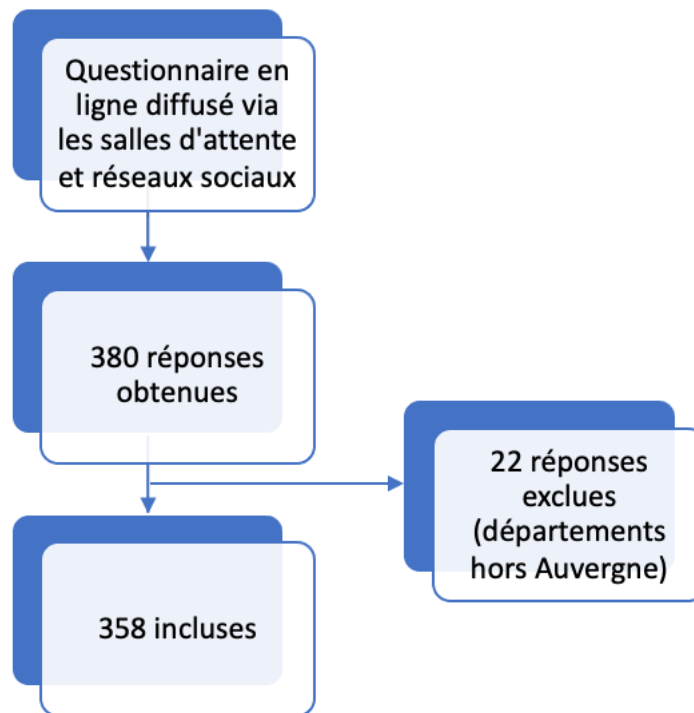 Questionnaire en
ligne diffusé via
les salles d'attente
et réseaux sociaux
380 réponses
obtenues
22 réponses
exclues
(départements
hors Auvergne)
358 incluses